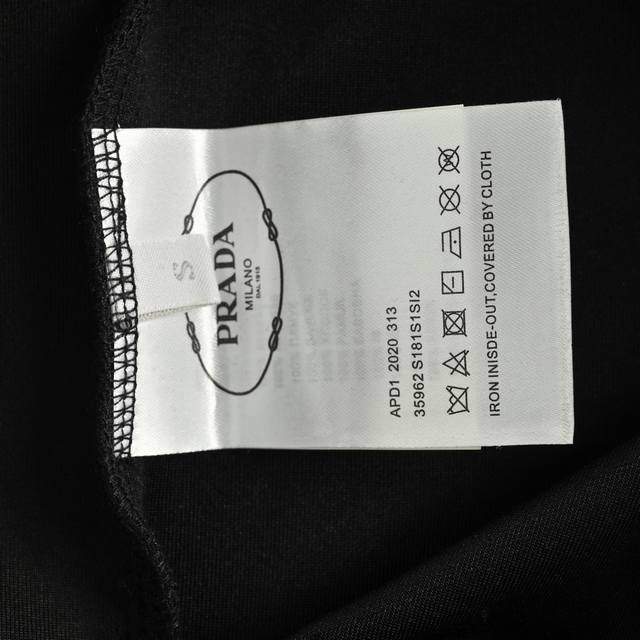 S
PRADA
MILANO
DAL 1913
APD1 2020 313
35962 S181S1SI2
IRON INISDE-OUT,COVERED BY CLOTH